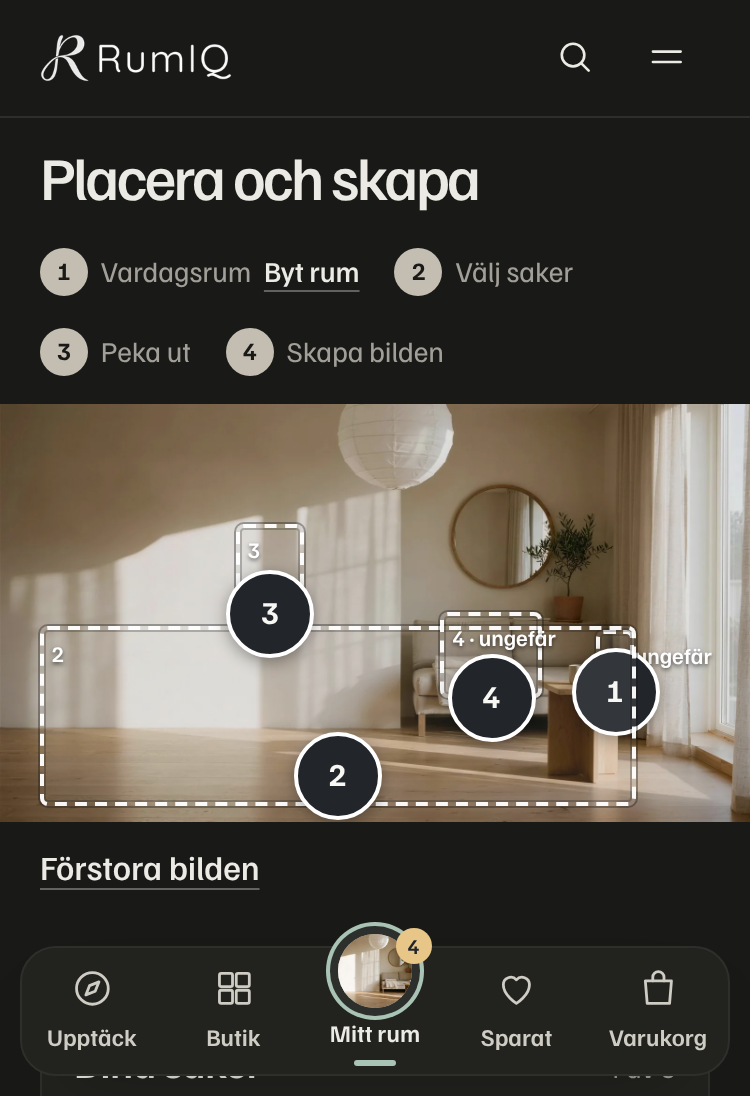 RumIQ
Placera och skapa
1 Vardagsrum Byt rum 2 Välj saker
3 Peka ut 4 Skapa bilden
3
3
2
4 · ungefär
ungefär
4
1
2
Förstora bilden
4
Upptäck Butik Mitt rum Sparat Varukorg